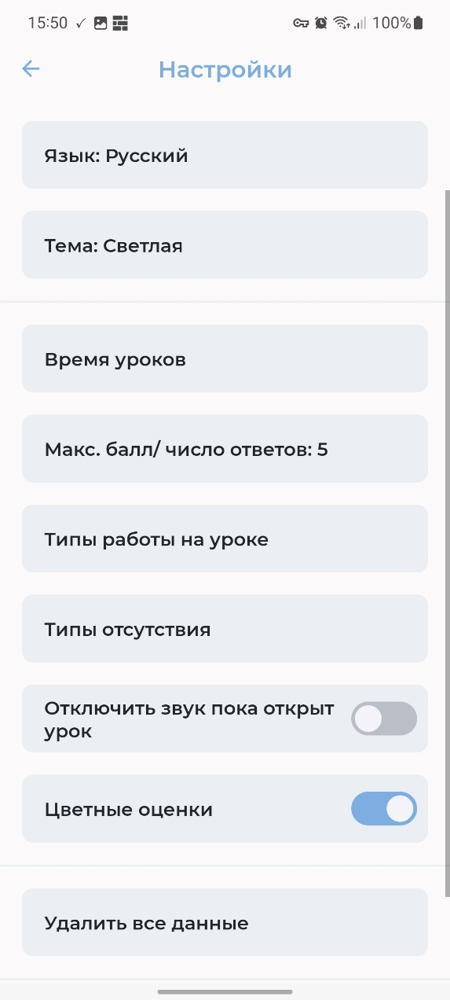 15:50
100%
Настройки
Язык: Русский
Тема: Светлая
Время уроков
Макс. балл/ число ответов: 5
Типы работы на уроке
Типы отсутствия
Отключить звук пока открыт
урок
Цветные оценки
Удалить все данные